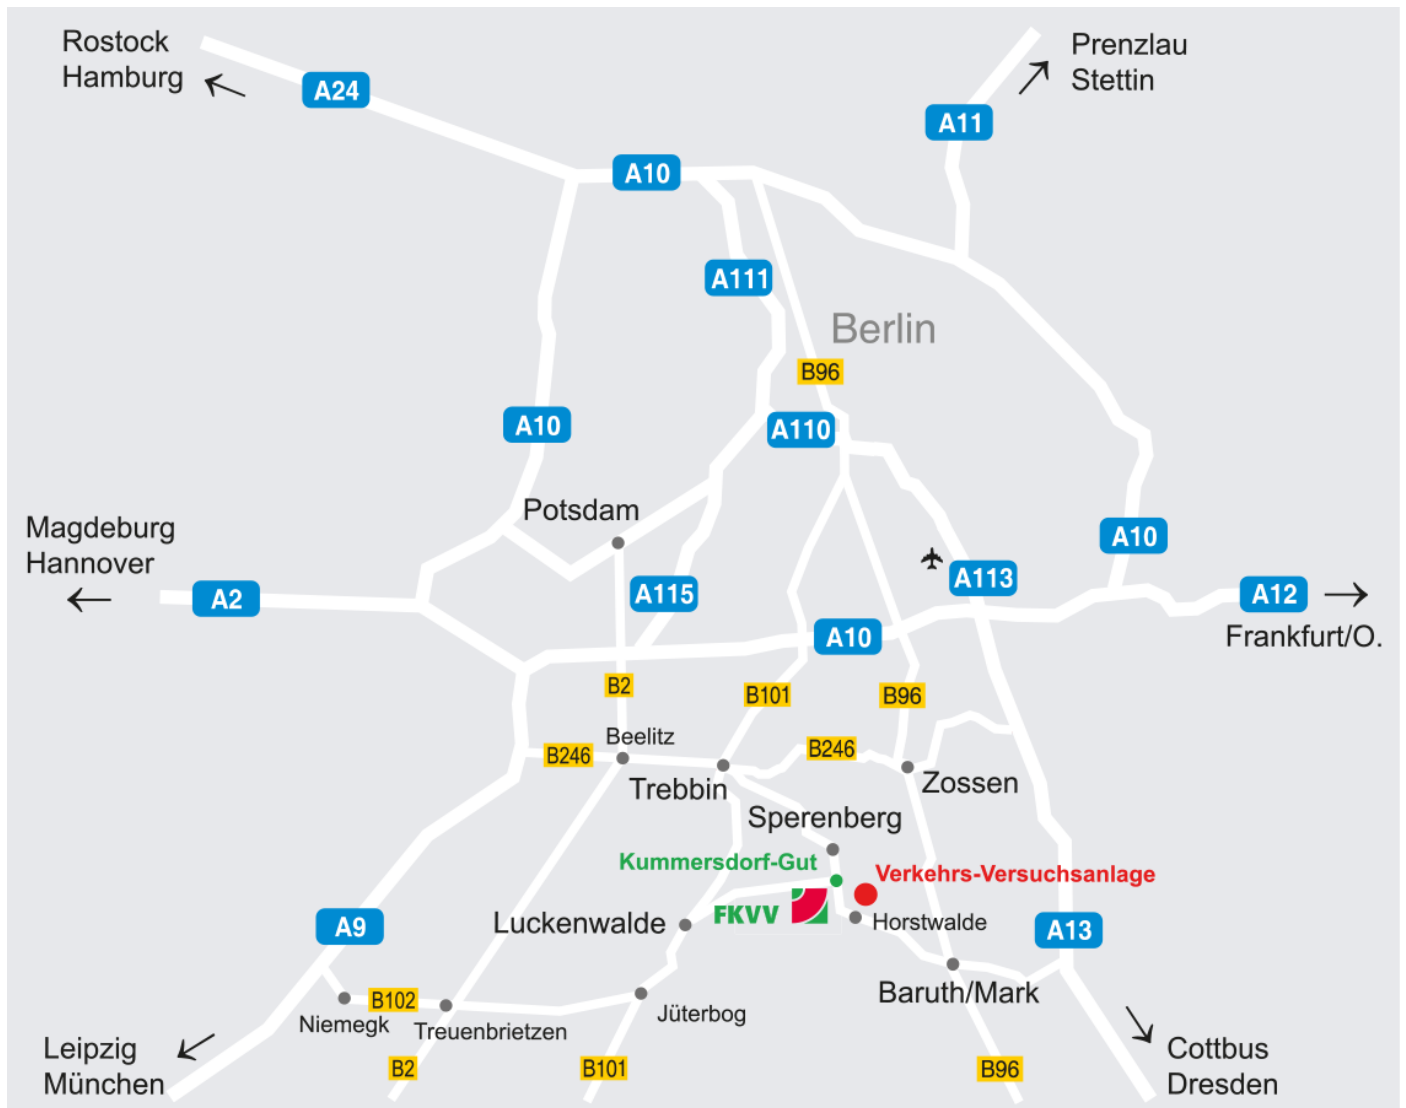 Rostock
Hamburg
A24
Prenzlau
Stettin
A11
A10
A111
Berlin
B96
A10
A110
Potsdam
Magdeburg
Hannover
A10
A2
A115
A113
A12
A10
Frankfurt/O.
B2
B101
B96
Beelitz
B246
B246
Trebbin
Zossen
Sperenberg
Kummersdorf-Gut
Verkehrs-Versuchsanlage
FKVV
Luckenwalde
Horstwalde
A9
A13
Baruth/Mark
B102
Niemegk
Treuenbrietzen
Jüterbog
Leipzig
München
B2
B101
B96
Cottbus
Dresden